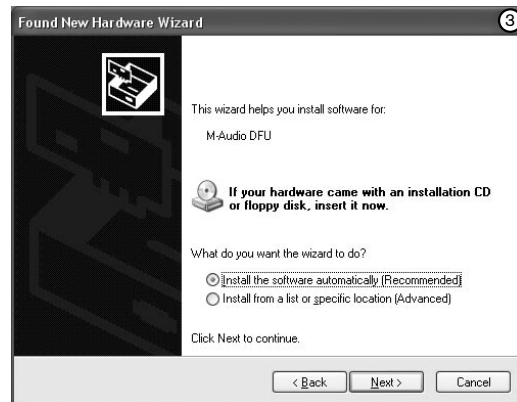 Found New Hardware Wizard
3
This wizard helps you install software for:
M-Audio DFU
If your hardware came with an installation CD
or floppy disk, insert it now.
What do you want the wizard to do?
Install the software automatically (Recommended)
Install from a list or specific location (Advanced)
Click Next to continue.
< Back Next > Cancel